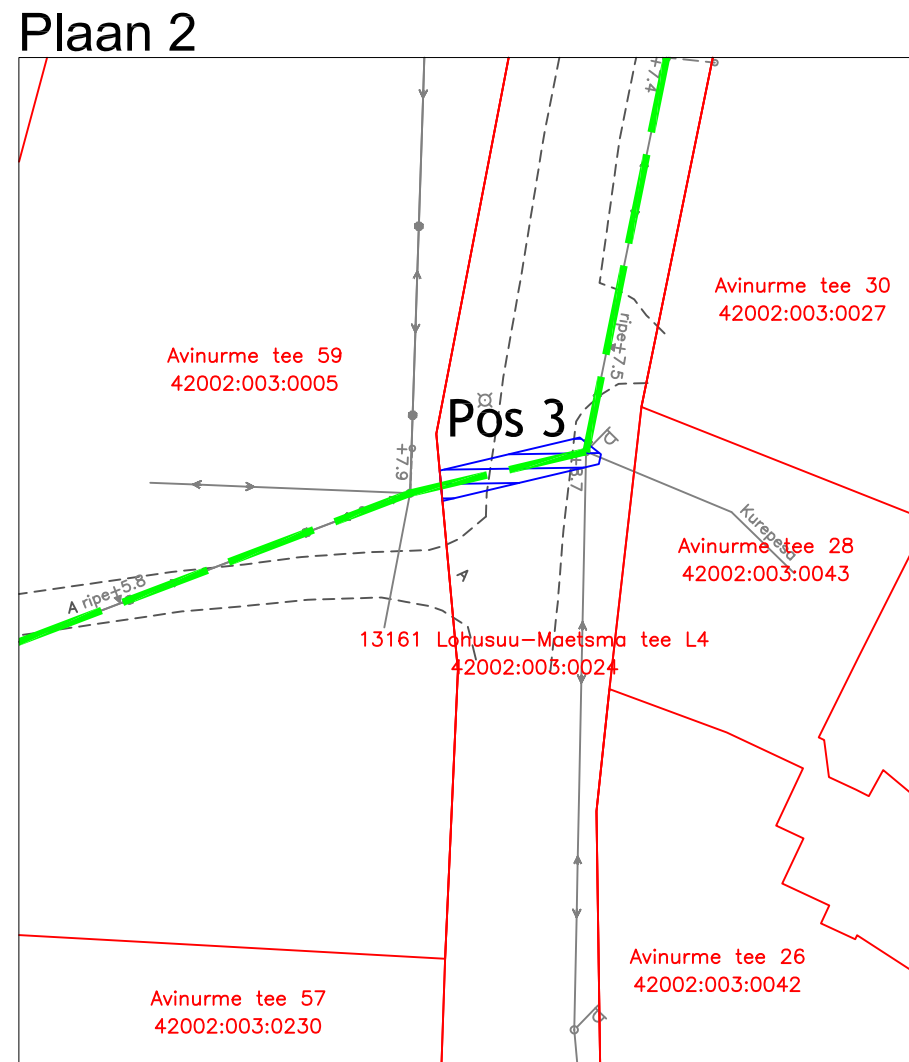 Plaan 2
+7.4
Avinurme tee 30
42002:003:0027
ripe+7.5
Avinurme tee 59
42002:003:0005
Pos 3
+7.9
+8.7
Kurepesa
Avinurme tee 28
42002:003:0043
A ripe+5.8
A
13161 Lohusuu-Maetsma tee L4
42002:003:0024
Avinurme tee 26
42002:003:0042
Avinurme tee 57
42002:003:0230